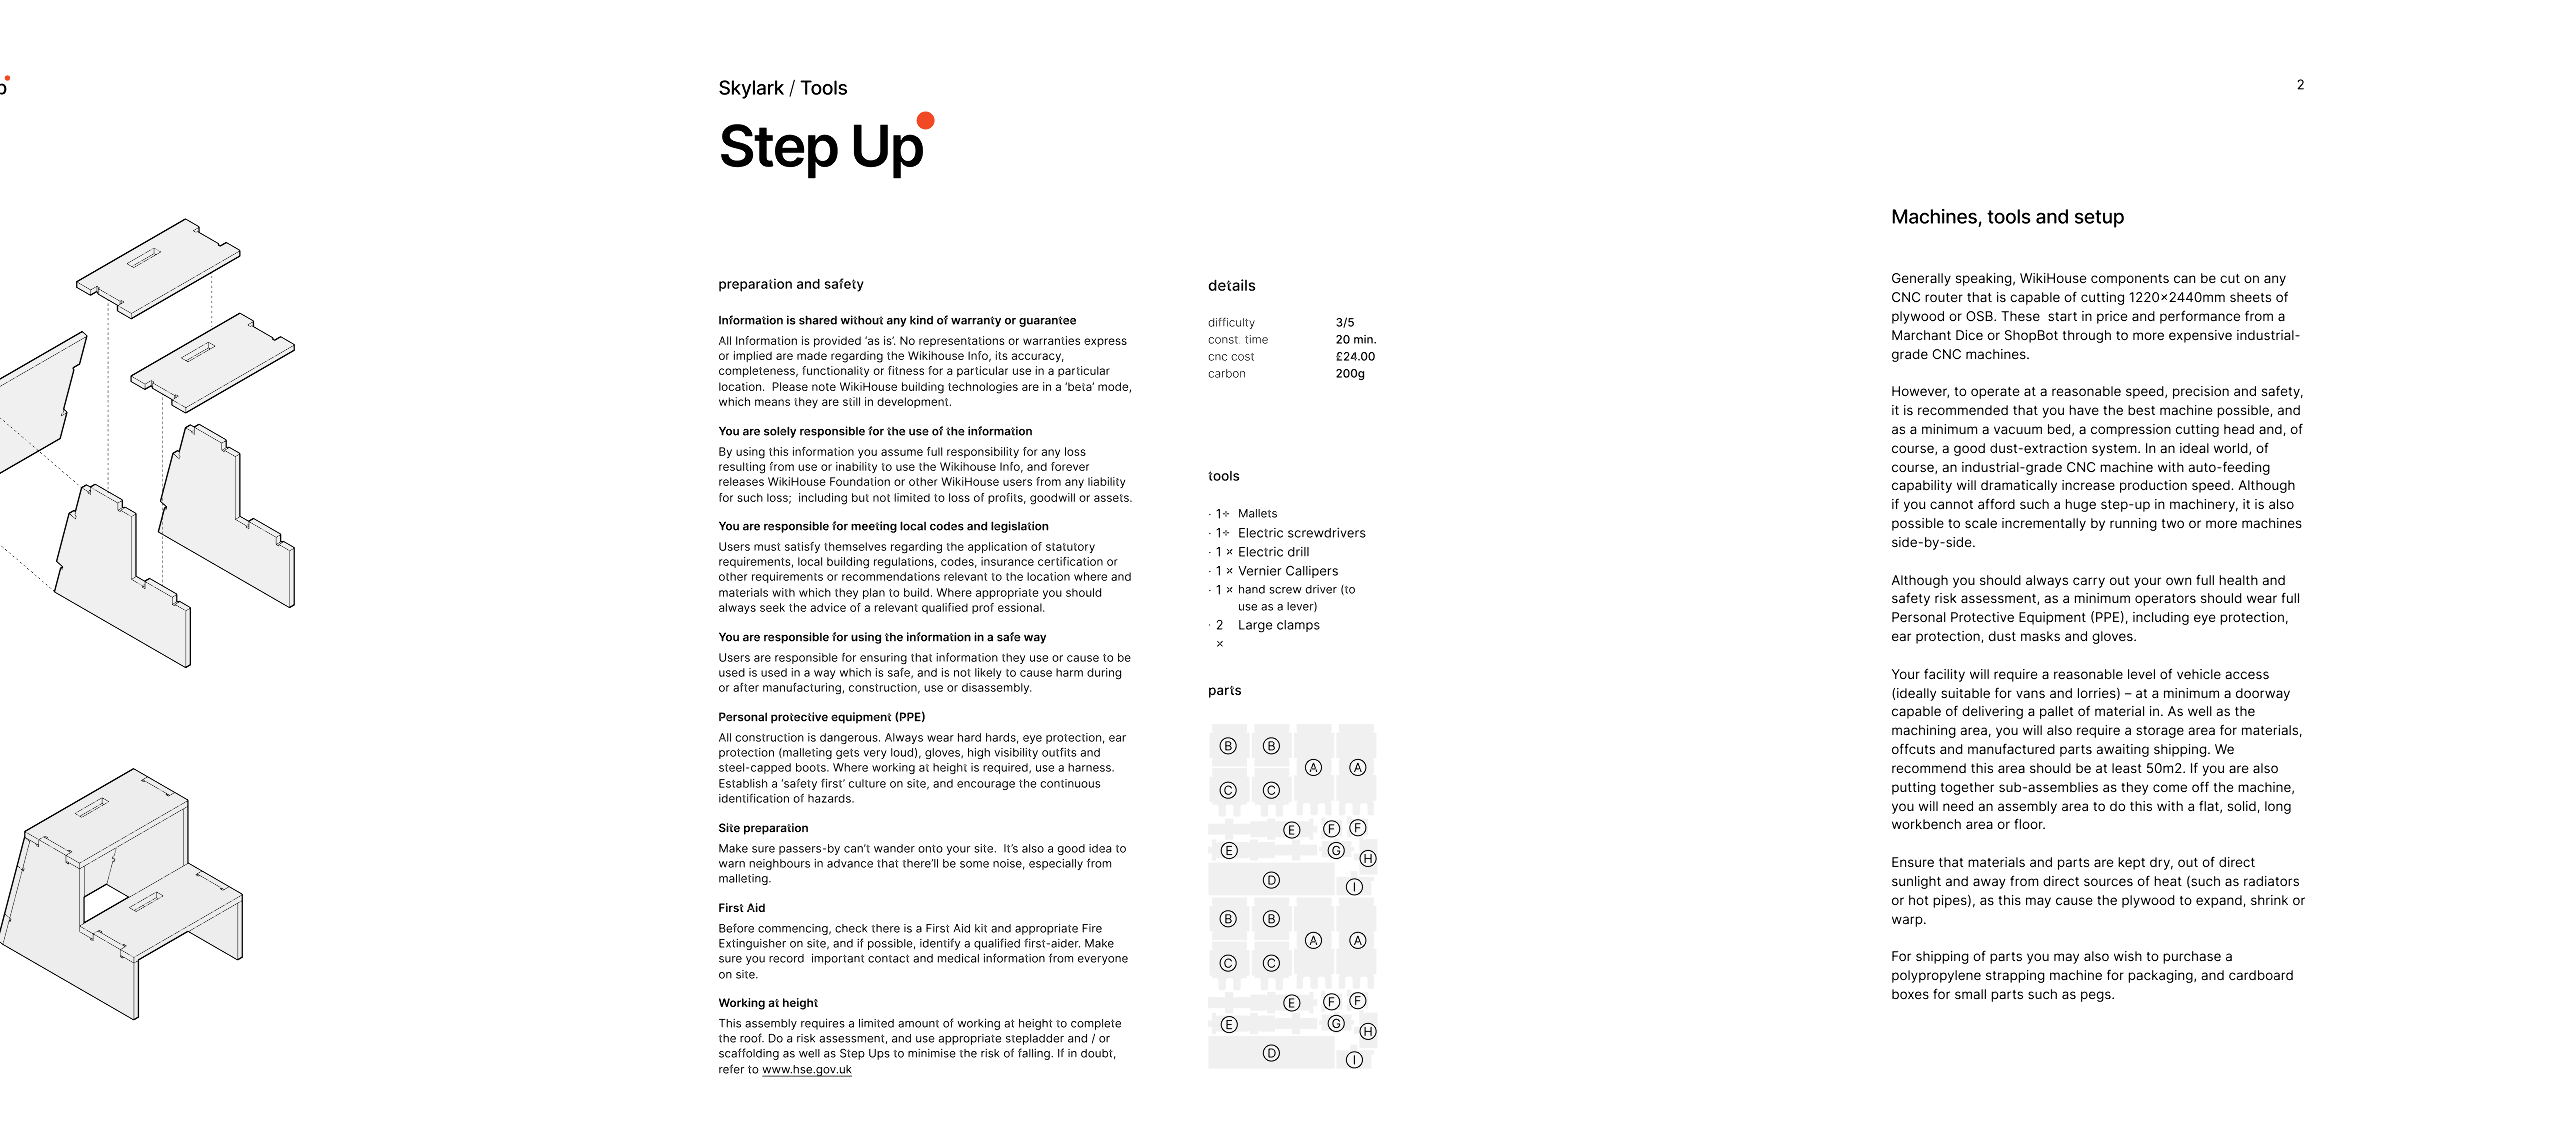 p
Skylark / Tools
Step Up
preparation and safety
Information is shared without any kind of warranty or guarantee
All Information is provided ‘as is’. No representations or warranties express
or implied are made regarding the Wikihouse Info, its accuracy,
completeness, functionality or fitness for a particular use in a particular
location.  Please note WikiHouse building technologies are in a ‘beta’ mode,
which means they are still in development.
You are solely responsible for the use of the information
By using this information you assume full responsibility for any loss
resulting from use or inability to use the Wikihouse Info, and forever
releases WikiHouse Foundation or other WikiHouse users from any liability
for such loss;  including but not limited to loss of profits, goodwill or assets.
You are responsible for meeting local codes and legislation
Users must satisfy themselves regarding the application of statutory
requirements, local building regulations, codes, insurance certification or
other requirements or recommendations relevant to the location where and
materials with which they plan to build. Where appropriate you should
always seek the advice of a relevant qualified prof essional.
You are responsible for using the information in a safe way
Users are responsible for ensuring that information they use or cause to be
used is used in a way which is safe, and is not likely to cause harm during
or after manufacturing, construction, use or disassembly.
Personal protective equipment (PPE)
All construction is dangerous. Always wear hard hards, eye protection, ear
protection (malleting gets very loud), gloves, high visibility outfits and
steel-capped boots. Where working at height is required, use a harness.
Establish a ‘safety first’ culture on site, and encourage the continuous
identification of hazards.
Site preparation
Make sure passers-by can’t wander onto your site.  It’s also a good idea to
warn neighbours in advance that there’ll be some noise, especially from
malleting.
First Aid
Before commencing, check there is a First Aid kit and appropriate Fire
Extinguisher on site, and if possible, identify a qualified first-aider. Make
sure you record  important contact and medical information from everyone
on site.
Working at height
This assembly requires a limited amount of working at height to complete
the roof. Do a risk assessment, and use appropriate stepladder and / or
scaffolding as well as Step Ups to minimise the risk of falling. If in doubt,
refer to www.hse.gov.uk
details
difficulty 3/5
const. time 20 min.
cnc cost £24.00
carbon 200g
tools
· 1÷ Mallets
· 1÷ Electric screwdrivers
· 1 × Electric drill
· 1 × Vernier Callipers
· 1 × hand screw driver (to
use as a lever)
· 2 Large clamps
×
parts
B B
A A
C C
E F F
E G H
D I
B B
A A
C C
E F F
E G H
D I
2
Machines, tools and setup
Generally speaking, WikiHouse components can be cut on any
CNC router that is capable of cutting 1220×2440mm sheets of
plywood or OSB. These  start in price and performance from a
Marchant Dice or ShopBot through to more expensive industrial-
grade CNC machines.
However, to operate at a reasonable speed, precision and safety,
it is recommended that you have the best machine possible, and
as a minimum a vacuum bed, a compression cutting head and, of
course, a good dust-extraction system. In an ideal world, of
course, an industrial-grade CNC machine with auto-feeding
capability will dramatically increase production speed. Although
if you cannot afford such a huge step-up in machinery, it is also
possible to scale incrementally by running two or more machines
side-by-side.
Although you should always carry out your own full health and
safety risk assessment, as a minimum operators should wear full
Personal Protective Equipment (PPE), including eye protection,
ear protection, dust masks and gloves.
Your facility will require a reasonable level of vehicle access
(ideally suitable for vans and lorries) – at a minimum a doorway
capable of delivering a pallet of material in. As well as the
machining area, you will also require a storage area for materials,
offcuts and manufactured parts awaiting shipping. We
recommend this area should be at least 50m2. If you are also
putting together sub-assemblies as they come off the machine,
you will need an assembly area to do this with a flat, solid, long
workbench area or floor.
Ensure that materials and parts are kept dry, out of direct
sunlight and away from direct sources of heat (such as radiators
or hot pipes), as this may cause the plywood to expand, shrink or
warp.
For shipping of parts you may also wish to purchase a
polypropylene strapping machine for packaging, and cardboard
boxes for small parts such as pegs.